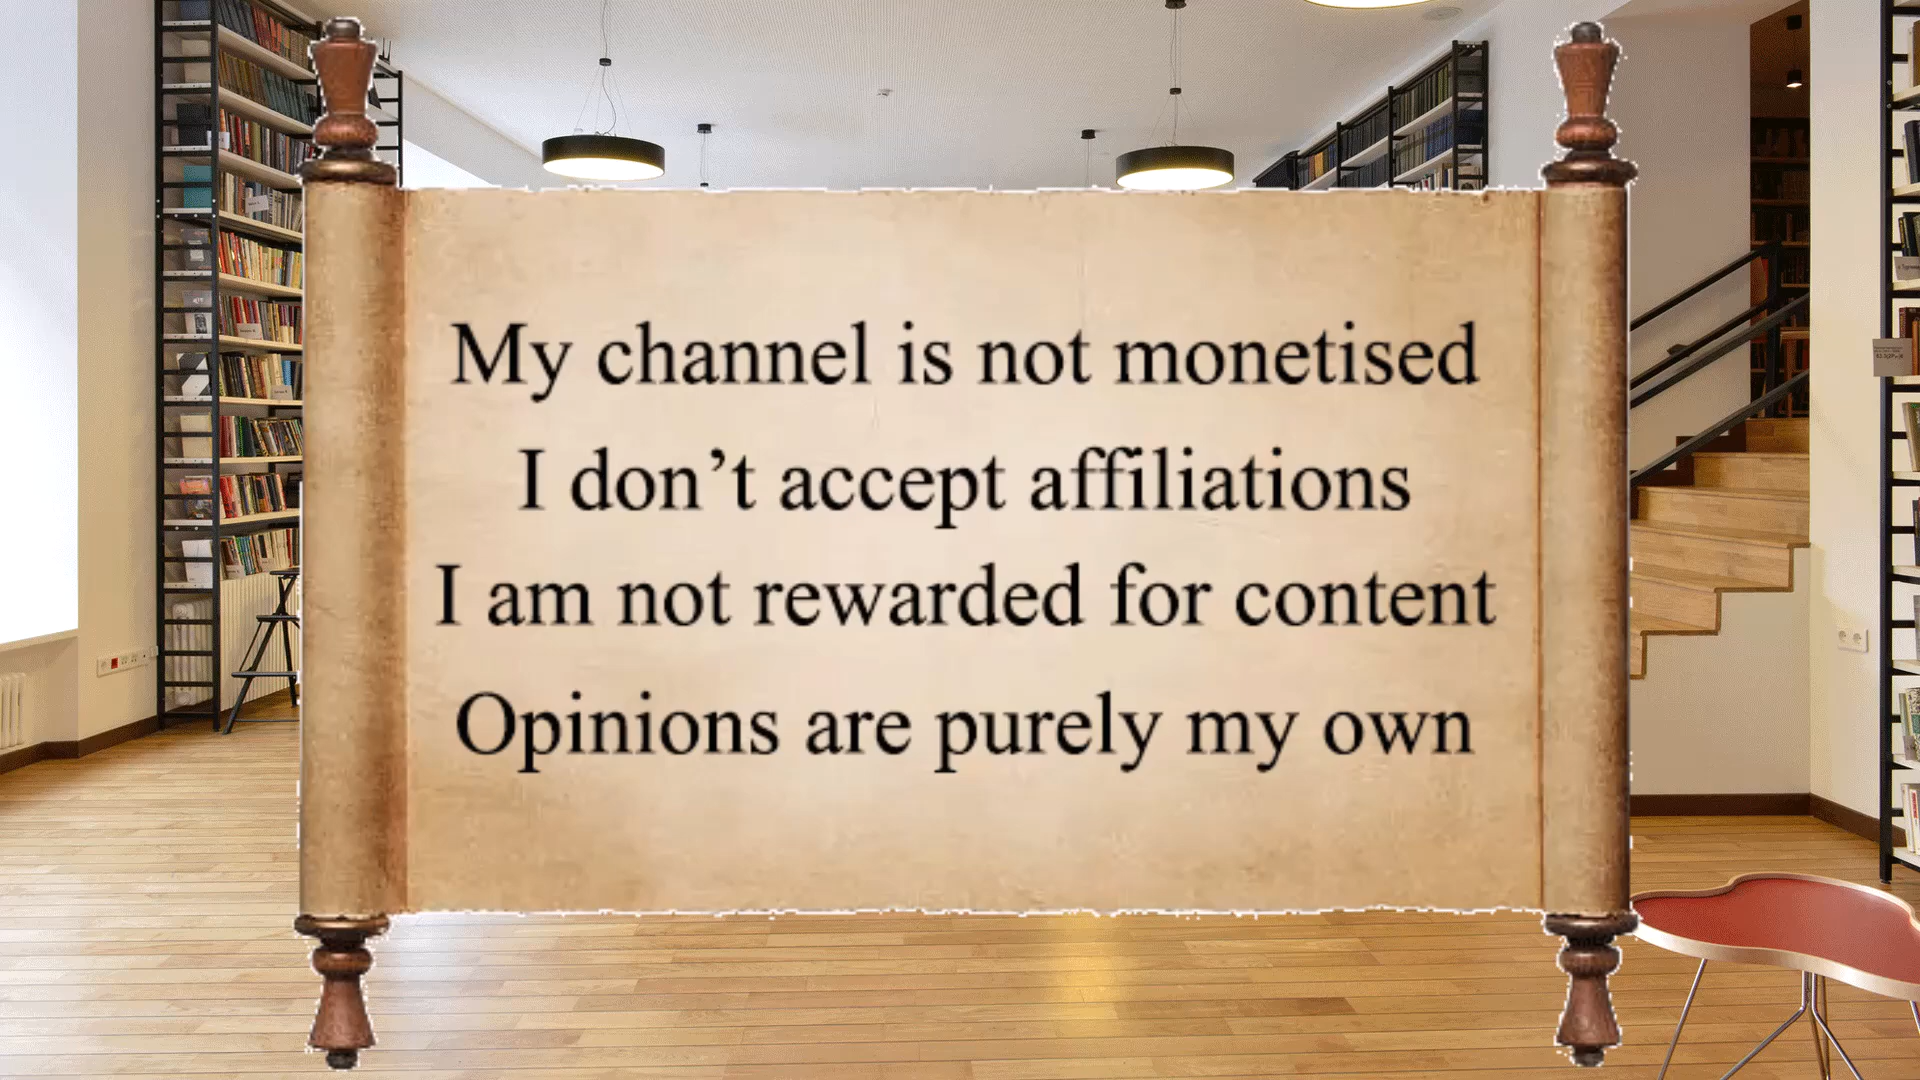 My channel is not monetised
I don’t accept affiliations
I am not rewarded for content
Opinions are purely my own